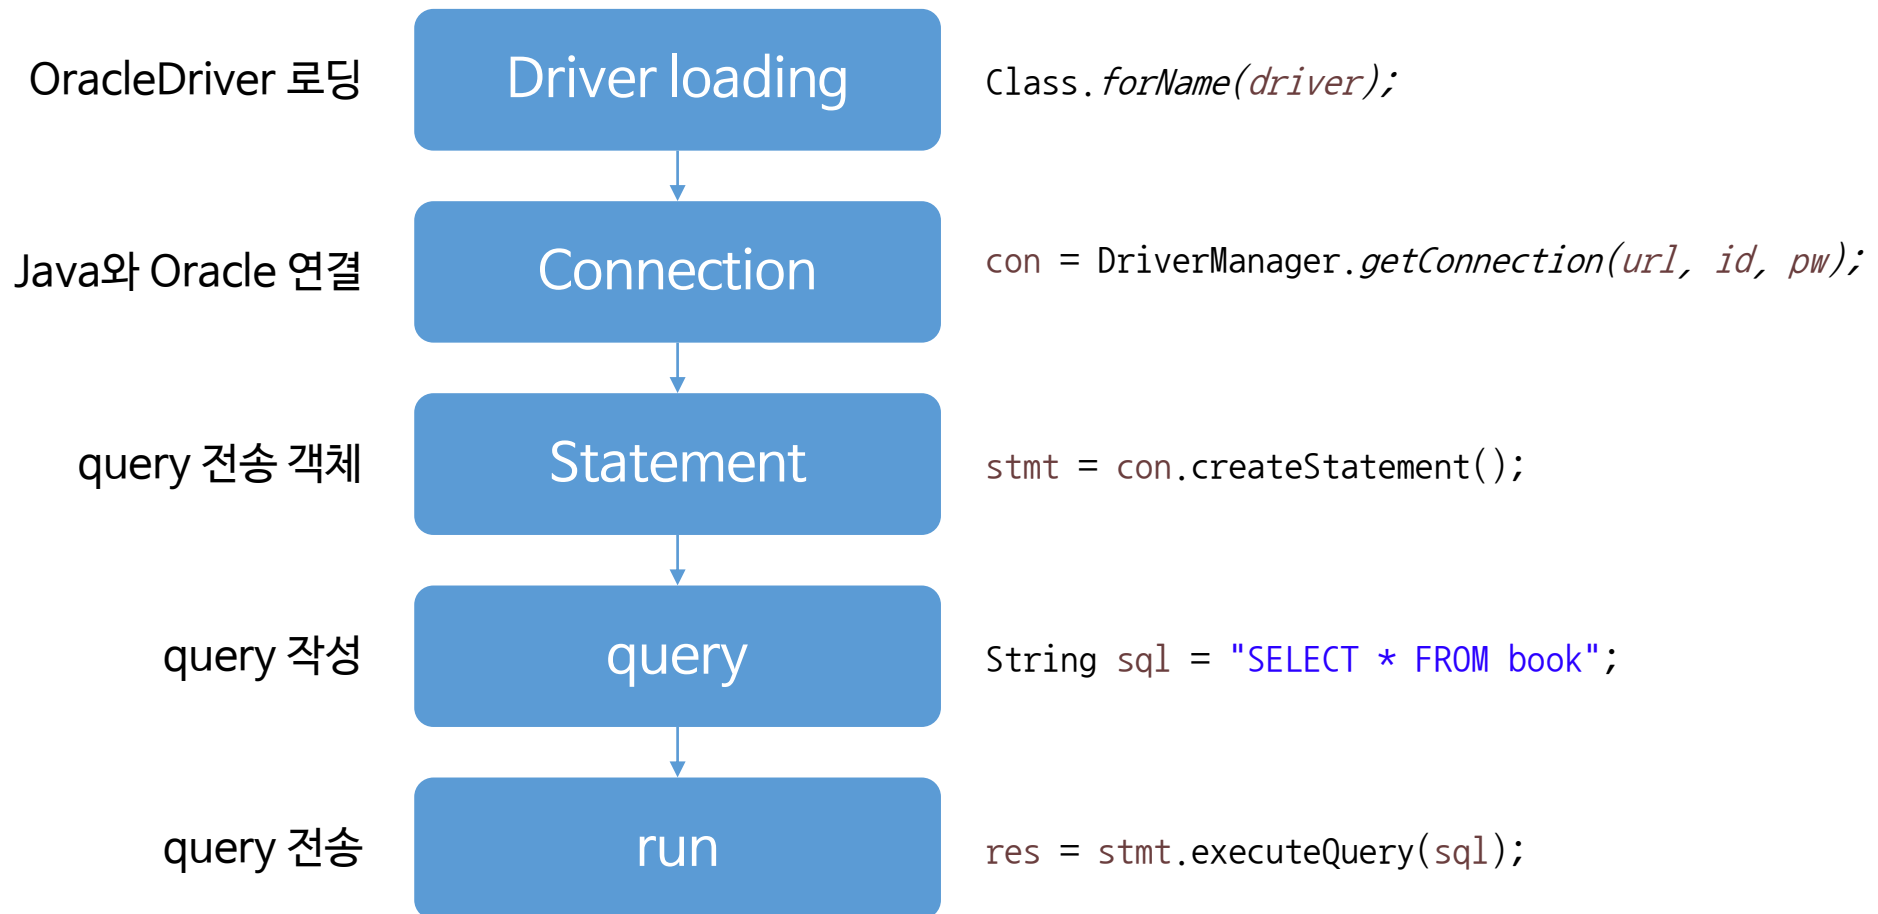 OracleDriver 로딩
Driver loading
Class.forName(driver);
Java와 Oracle 연결
Connection
con = DriverManager.getConnection(url, id, pw);
query 전송 객체
Statement
stmt = con.createStatement();
query 작성
query
String sql = "SELECT * FROM book";
query 전송
run
res = stmt.executeQuery(sql);